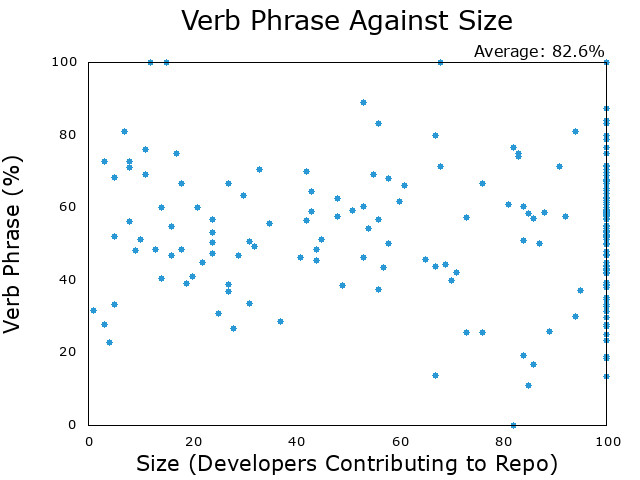 Verb Phrase Against Size
Average: 82.6%
Verb Phrase (%)
100
80
60
40
20
0
0 20 40 60 80 100
Size (Developers Contributing to Repo)